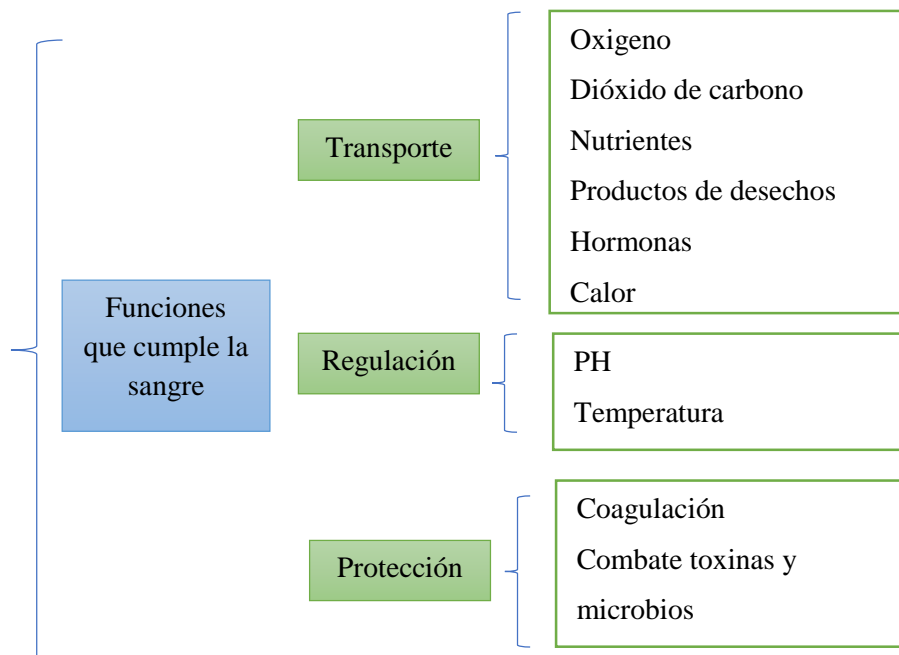 Funciones
que cumple la
sangre
Transporte
Oxigeno
Dióxido de carbono
Nutrientes
Productos de desechos
Hormonas
Calor
Regulación
PH
Temperatura
Protección
Coagulación
Combate toxinas y
microbios